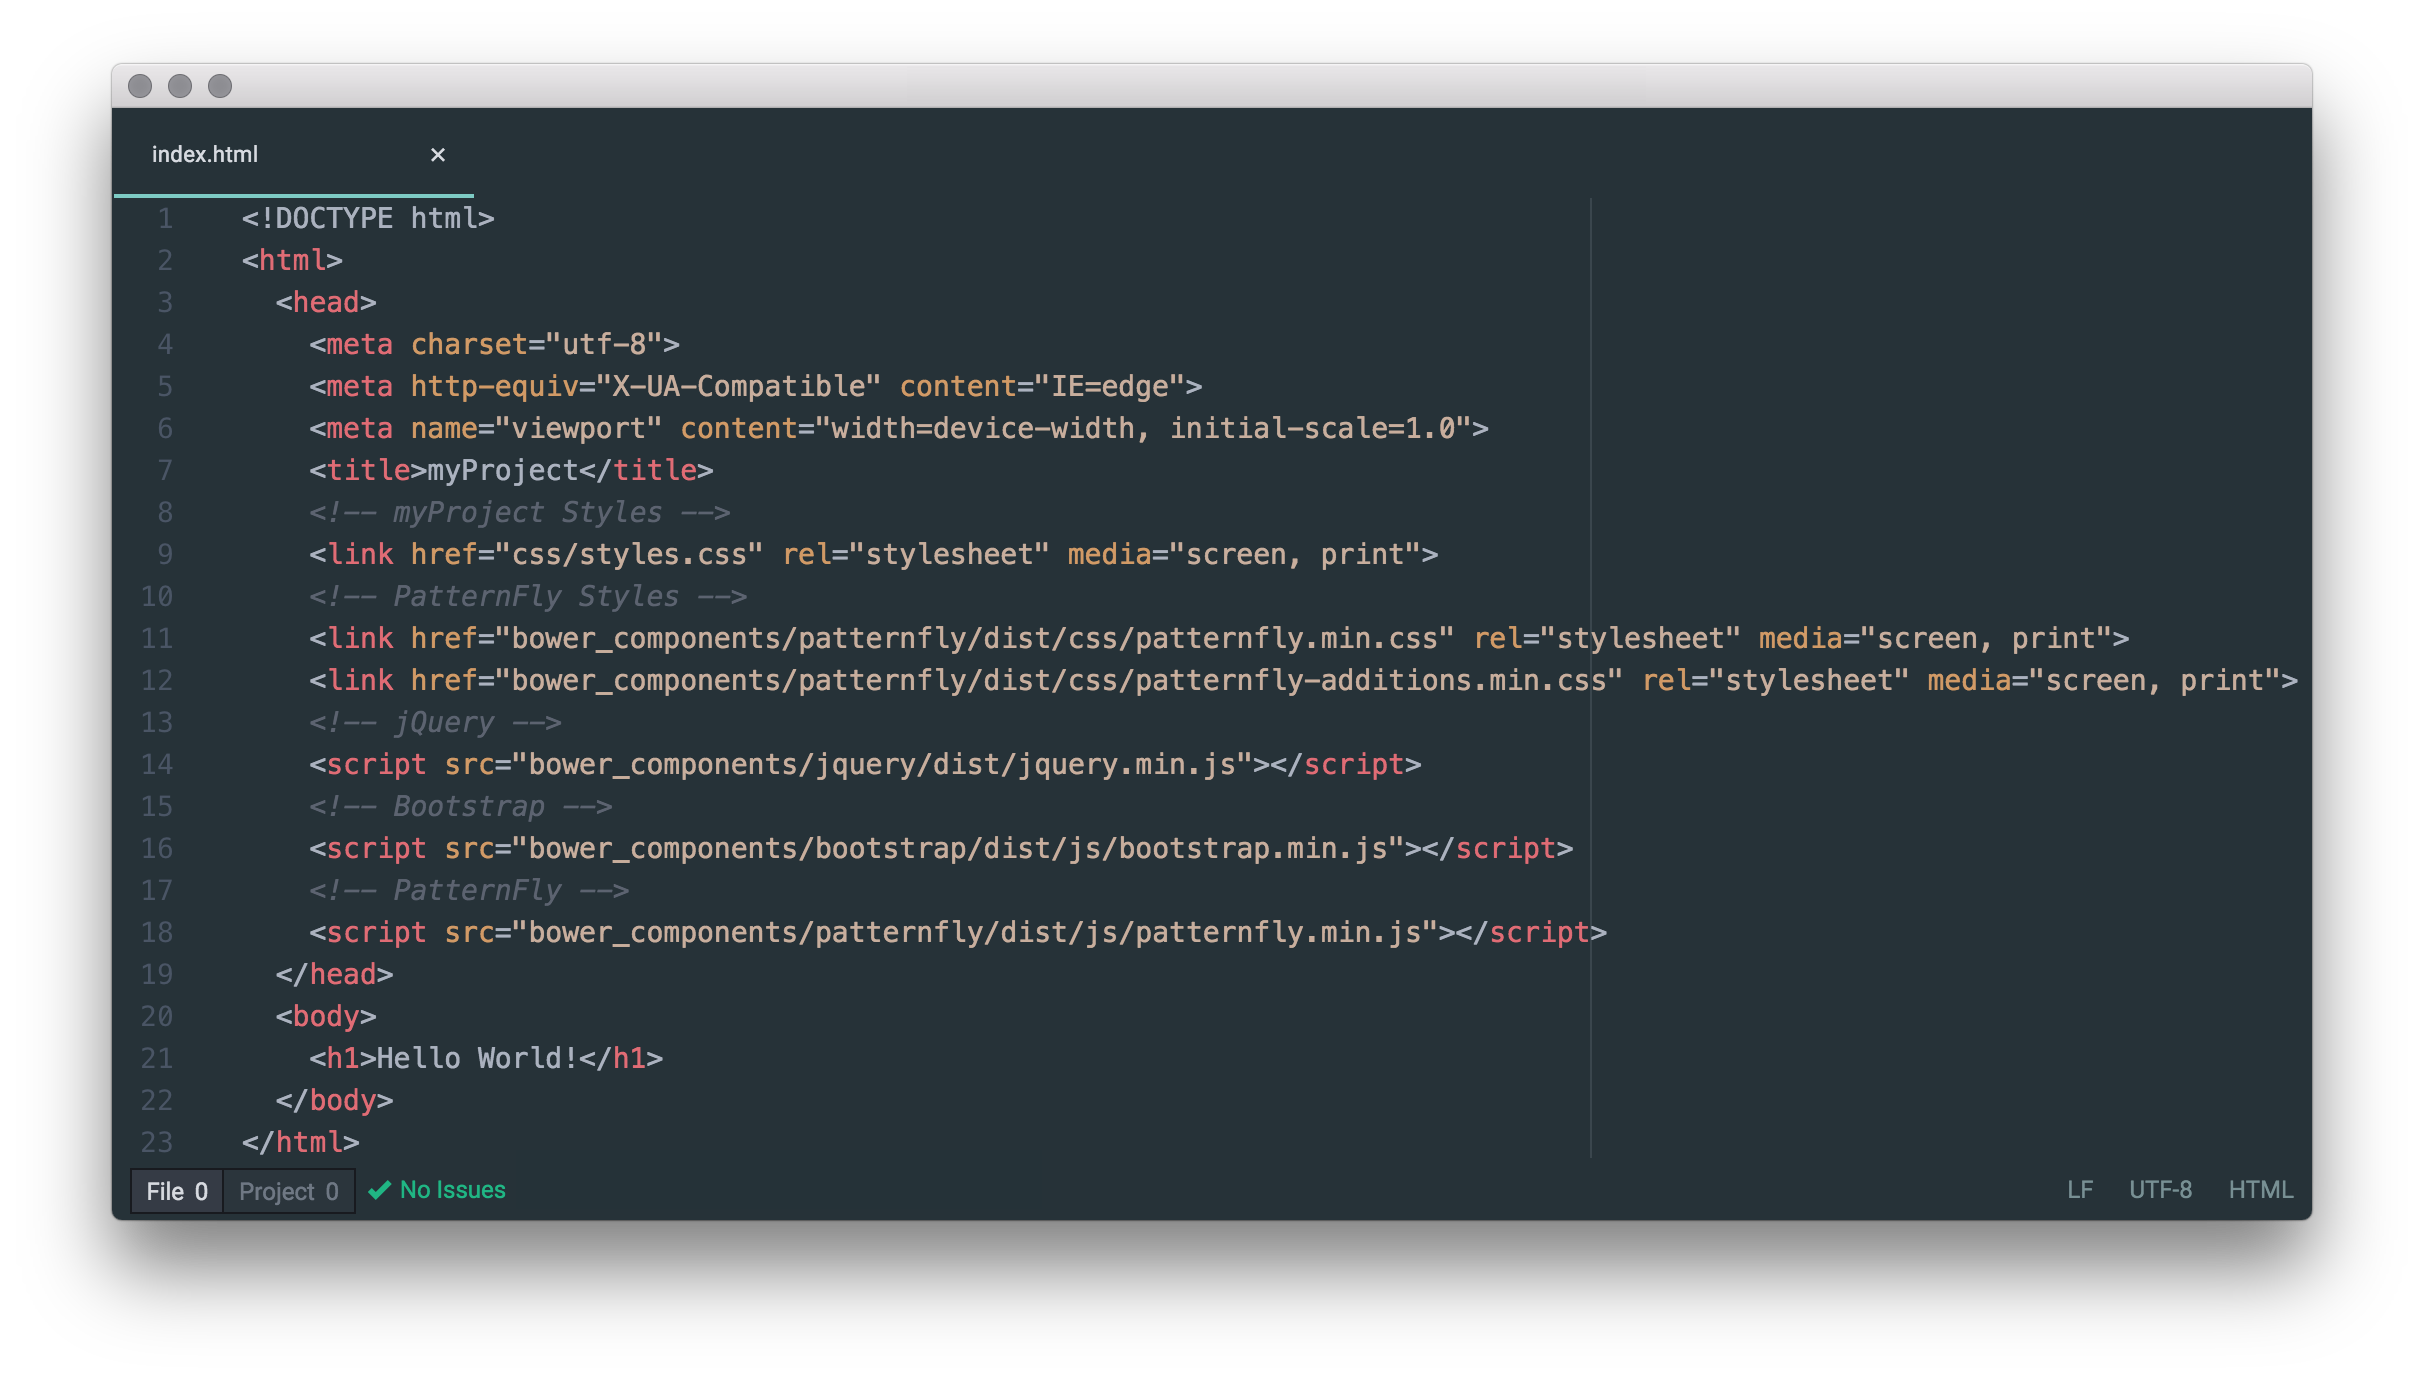 index.html ×
1 <!DOCTYPE html>
2 <html>
3   <head>
4     <meta charset="utf-8">
5     <meta http-equiv="X-UA-Compatible" content="IE=edge">
6     <meta name="viewport" content="width=device-width, initial-scale=1.0">
7     <title>myProject</title>
8     <!-- myProject Styles -->
9     <link href="css/styles.css" rel="stylesheet" media="screen, print">
10     <!-- PatternFly Styles -->
11     <link href="bower_components/patternfly/dist/css/patternfly.min.css" rel="stylesheet" media="screen, print">
12     <link href="bower_components/patternfly/dist/css/patternfly-additions.min.css" rel="stylesheet" media="screen, print">
13     <!-- jQuery -->
14     <script src="bower_components/jquery/dist/jquery.min.js"></script>
15     <!-- Bootstrap -->
16     <script src="bower_components/bootstrap/dist/js/bootstrap.min.js"></script>
17     <!-- PatternFly -->
18     <script src="bower_components/patternfly/dist/js/patternfly.min.js"></script>
19   </head>
20   <body>
21     <h1>Hello World!</h1>
22   </body>
23 </html>
File 0 Project 0 ✓ No Issues LF UTF-8 HTML